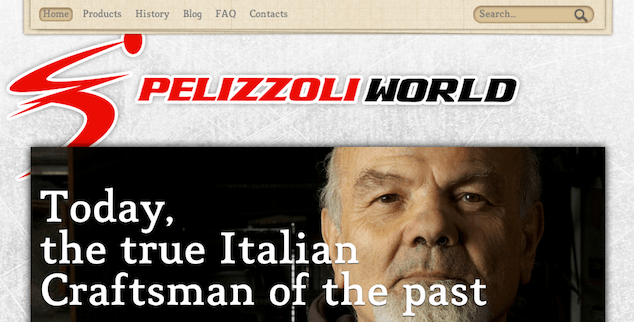 Home Products History Blog FAQ Contacts Search...
PELIZZOLI WORLD
Today,
the true Italian
Craftsman of the past